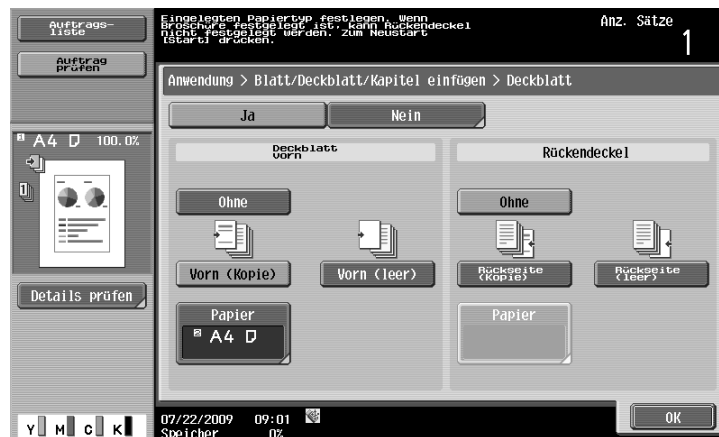 Auftrags-
liste
Auftrag
prüfen
Eingelegten Papiertyp festlegen. Wenn
Broschüre festgelegt ist, kann Rückendeckel
nicht festgelegt werden. Zum Neustart
[Start] drücken.
Anz. Sätze
1
Anwendung > Blatt/Deckblatt/Kapitel einfügen > Deckblatt
Ja
Nein
A4 100.0%
1
Details prüfen
Deckblatt
vorn
Ohne
Vorn (Kopie)
Vorn (leer)
Papier
2 A4
Rückendeckel
Ohne
Rückseite
(Kopie)
Rückseite
(leer)
Papier
Y M C K
07/22/2009 09:01
Speicher 0%
OK